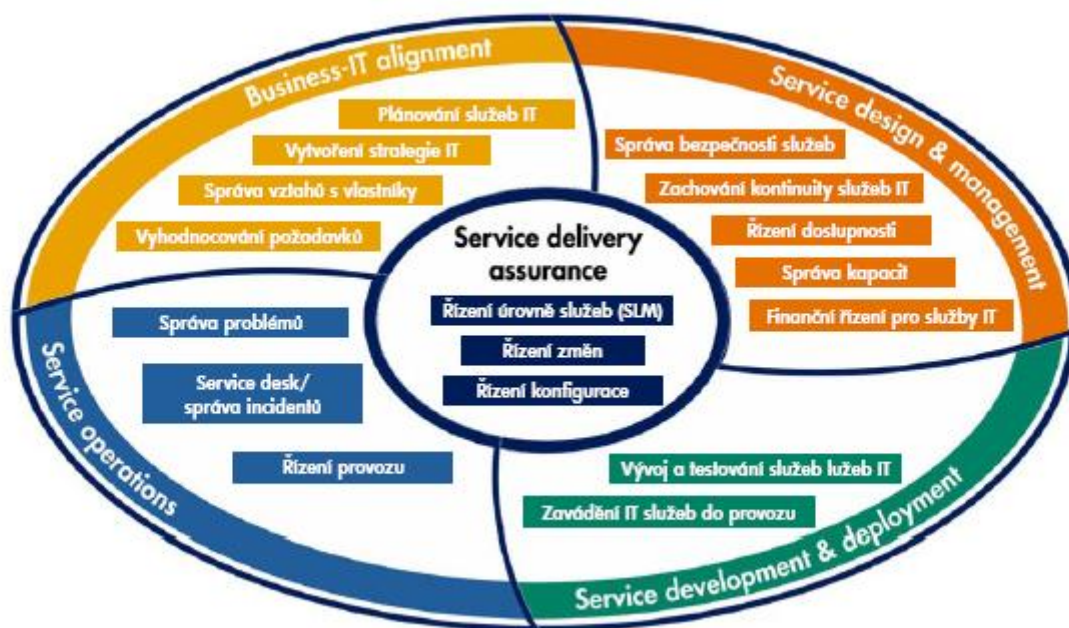 Business-IT alignment
Plánování služeb IT
Vytvoření strategie IT
Správa vztahů s vlastníky
Vyhodnocování požadavků
Service design & management
Správa bezpečnosti služeb
Zachování kontinuity služeb IT
Řízení dostupnosti
Správa kapacit
Finanční řízení pro služby IT
Service delivery
assurance
Řízení úrovně služeb (SLM)
Řízení změn
Řízení konfigurace
Service operations
Správa problémů
Service desk/
správa incidentů
Řízení provozu
Service development & deployment
Vývoj a testování služeb lužeb IT
Zavádění IT služeb do provozu